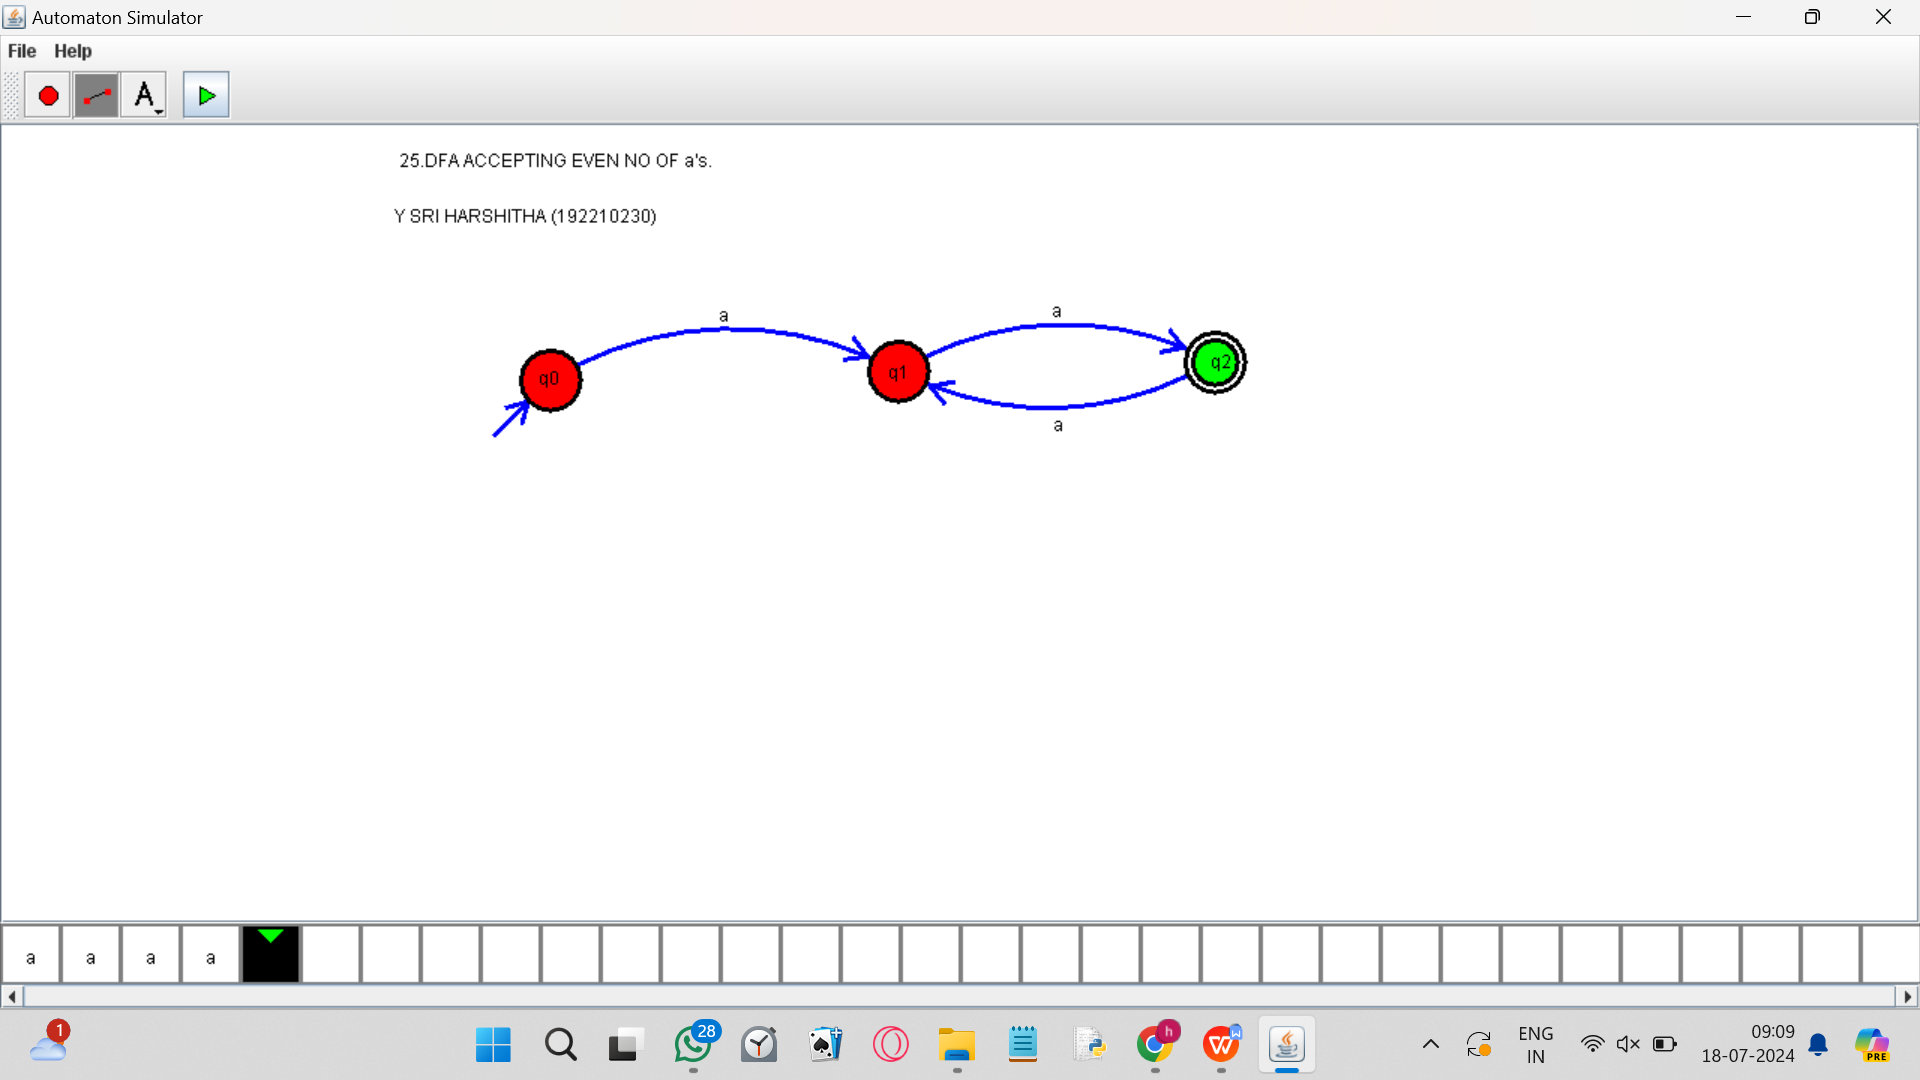 Automaton Simulator
File Help
A
25.DFA ACCEPTING EVEN NO OF a's.
Y SRI HARSHITHA (192210230)
a
a
q0
q1
q2
a
a a a a
1
28
h
W
W
ENG
IN
09:09
18-07-2024
PRE